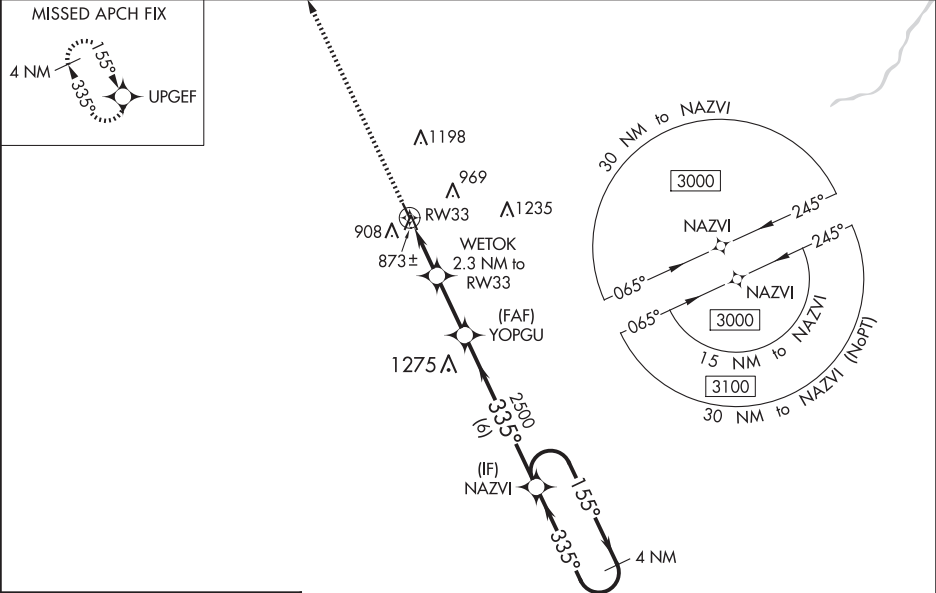 MISSED APCH FIX
4 NM
155°
335°
UPGEF
1198
969
1235
RW33
908
873±
WETOK
2.3 NM to
RW33
(FAF)
YOPGU
1275
2500
335°
(6)
(IF)
NAZVI
155°
335°
4 NM
30 NM to NAZVI
3000
NAZVI
245°
065°
245°
NAZVI
065°
3000
15 NM to NAZVI
3100
30 NM to NAZVI (NoPT)